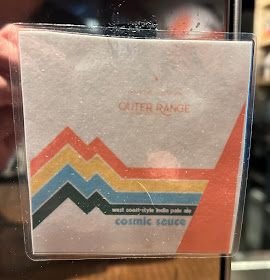 OUTER RANGE
west coast-style india pale ale
cosmic sauce